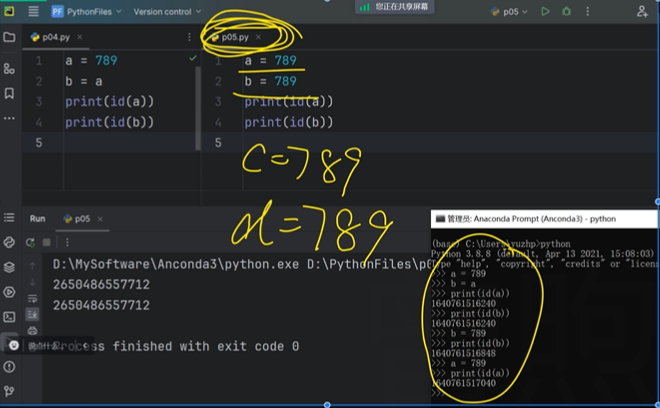 PF PythonFiles
Version control
您正在共享屏幕
p05
p04.py
p05.py
1 a = 789
2 b = a
3 print(id(a))
4 print(id(b))
5
1 a = 789
2 b = 789
3 print(id(a))
4 print(id(b))
5
c=789
d=789
Run
p05
D:\MySoftware\Anconda3\python.exe D:\PythonFiles\p
2650486557712
2650486557712
Process finished with exit code 0
管理员: Anaconda Prompt (Anconda3) - python
(base) C:\Users\yuzhp>python
Python 3.8.8 (default, Apr 13 2021, 15:08:03)
Type "help", "copyright", "credits" or "licens
>>> a = 789
>>> b = a
>>> print(id(a))
1640761516240
>>> print(id(b))
1640761516240
>>> b = 789
>>> print(id(b))
1640761516848
>>> a = 789
>>> print(id(a))
1640761517040
>>>